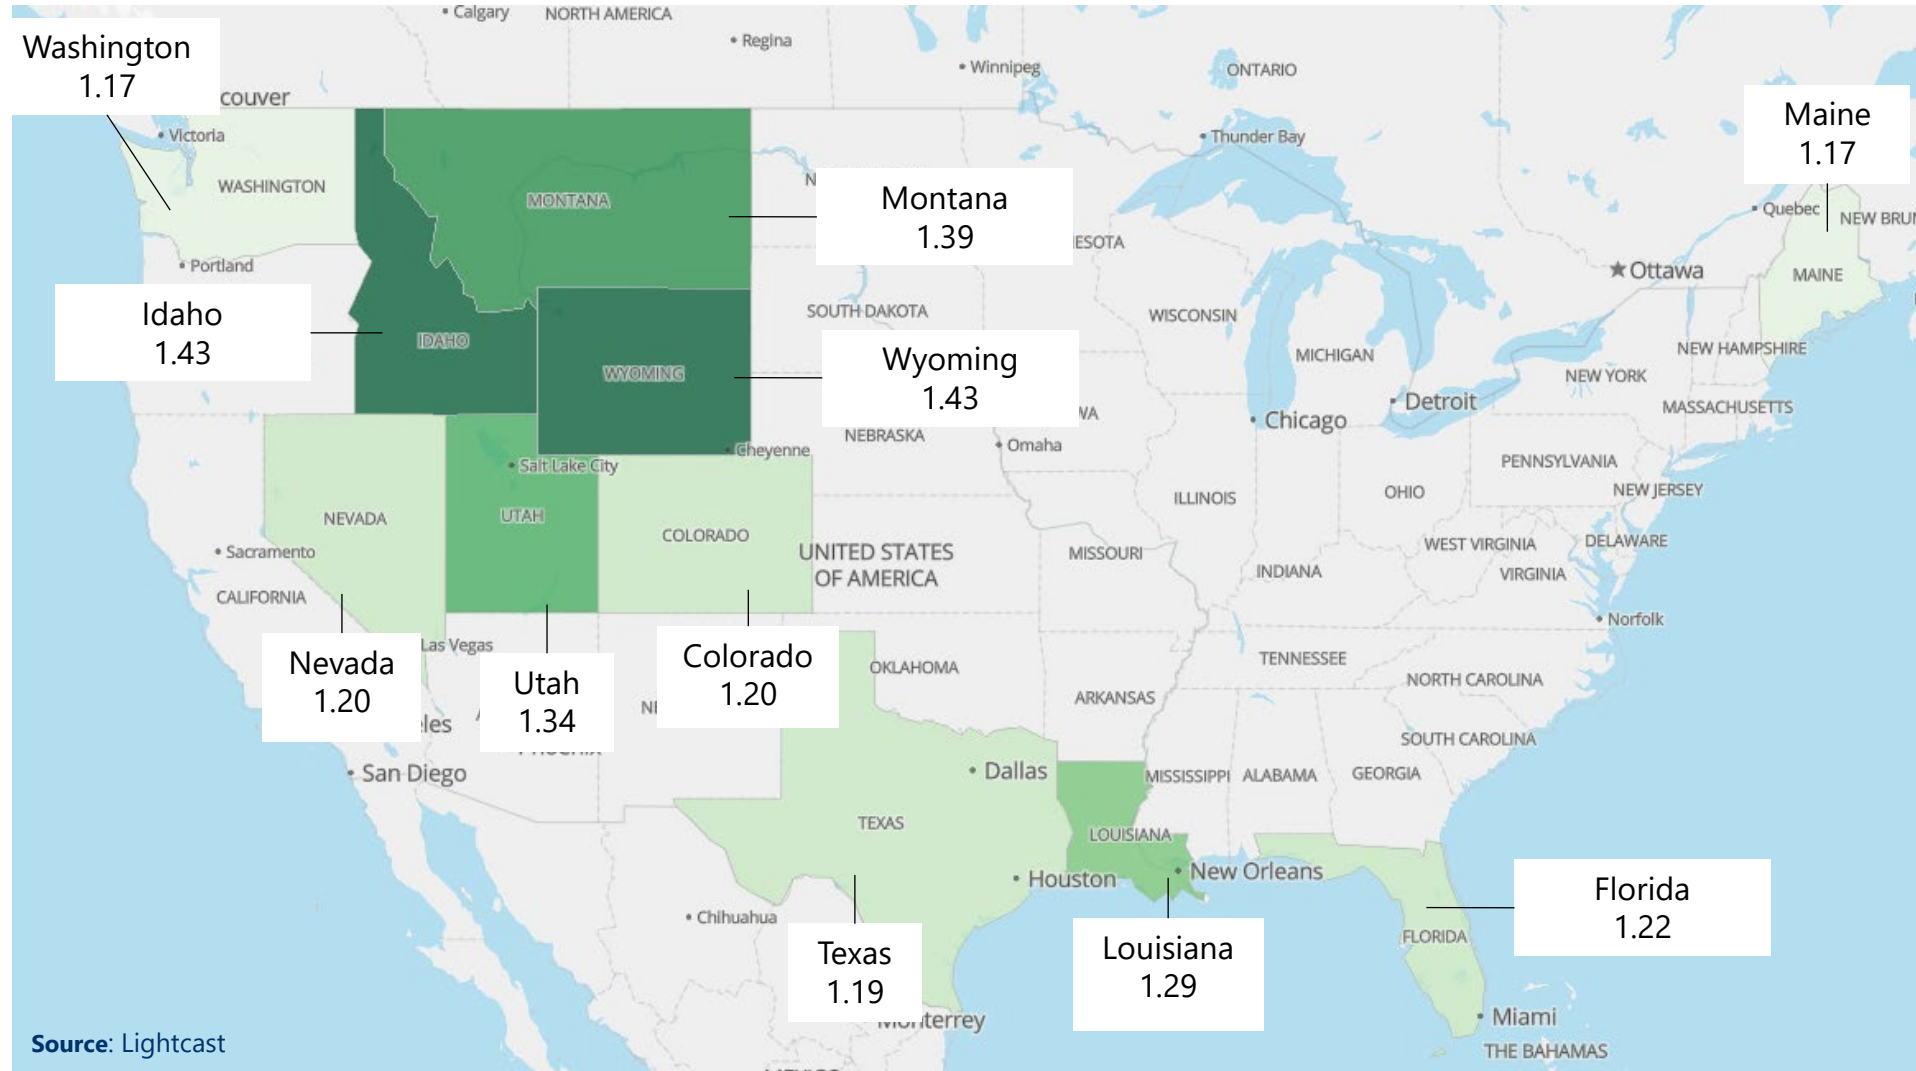 Calgary
NORTH AMERICA
Regina
Winnipeg
ONTARIO
Washington
1.17
couver
Victoria
WASHINGTON
Portland
Thunder Bay
Maine
1.17
Quebec
NEW BRUN
MAINE
Ottawa
MONTANA
Montana
1.39
N
ESOTA
SOUTH DAKOTA
WISCONSIN
MICHIGAN
NEW HAMPSHIRE
NEW YORK
MASSACHUSETTS
Idaho
1.43
IDAHO
WYOMING
Wyoming
1.43
WA
NEBRASKA
Cheyenne
Omaha
Chicago
Detroit
PENNSYLVANIA
NEW JERSEY
Salt Lake City
NEVADA
UTAH
COLORADO
ILLINOIS
OHIO
Sacramento
CALIFORNIA
UNITED STATES
OF AMERICA
MISSOURI
INDIANA
WEST VIRGINIA
DELAWARE
VIRGINIA
Norfolk
Las Vegas
Nevada
1.20
Utah
1.34
Colorado
1.20
OKLAHOMA
TENNESSEE
NORTH CAROLINA
ARKANSAS
SOUTH CAROLINA
eles
NE
San Diego
Dallas
MISSISSIPPI
ALABAMA
GEORGIA
TEXAS
LOUISIANA
Houston
New Orleans
Chihuahua
Texas
1.19
Louisiana
1.29
Florida
1.22
FLORIDA
Monterrey
Miami
THE BAHAMAS
Source: Lightcast